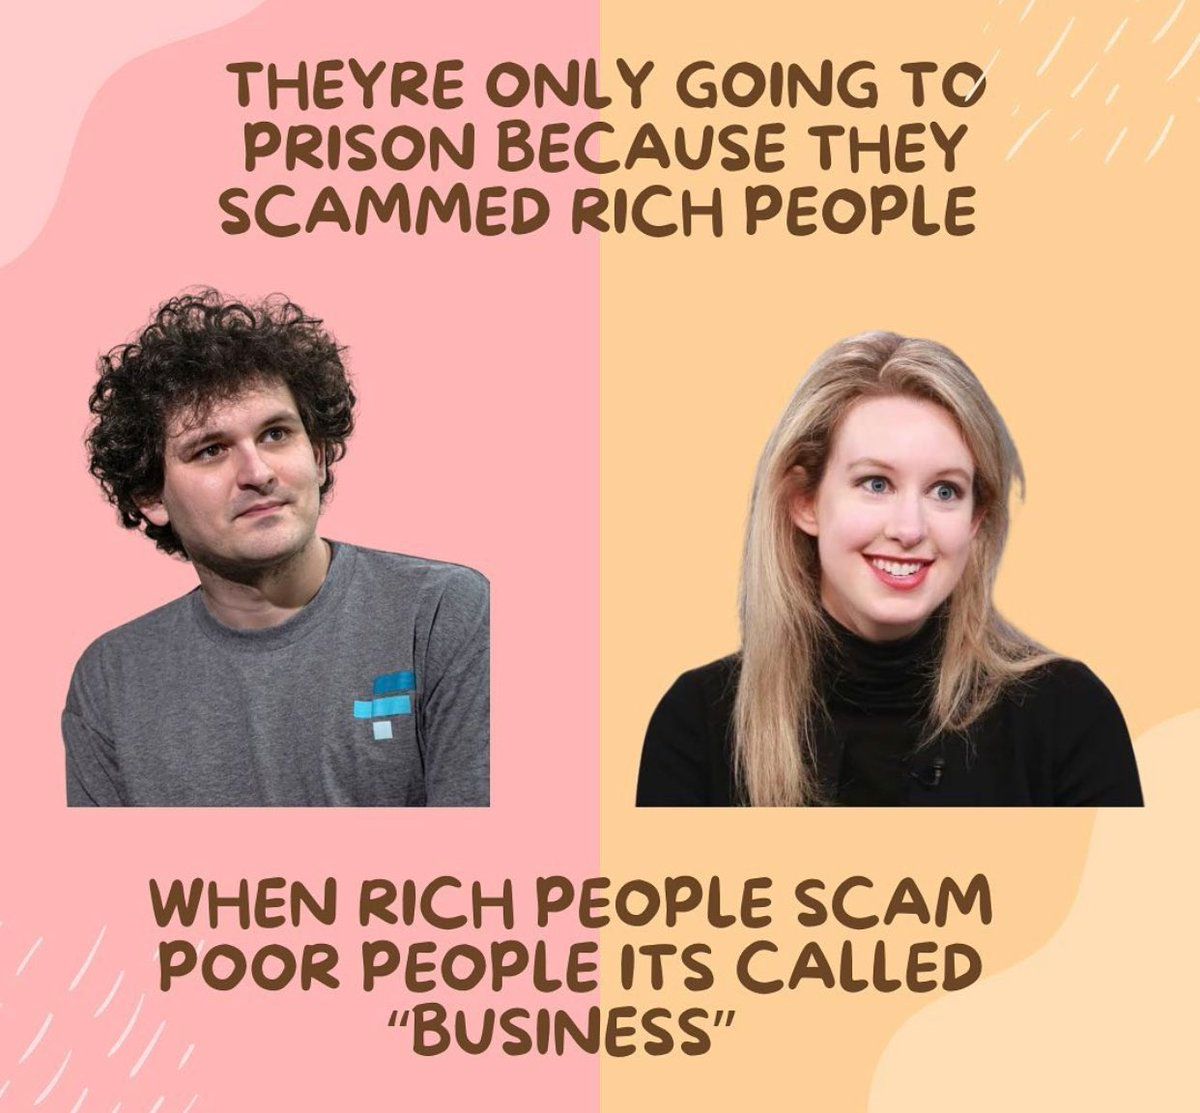 THEYRE ONLY GOING TO
PRISON BECAUSE THEY
SCAMMED RICH PEOPLE
WHEN RICH PEOPLE SCAM
POOR PEOPLE ITS CALLED
“BUSINESS”